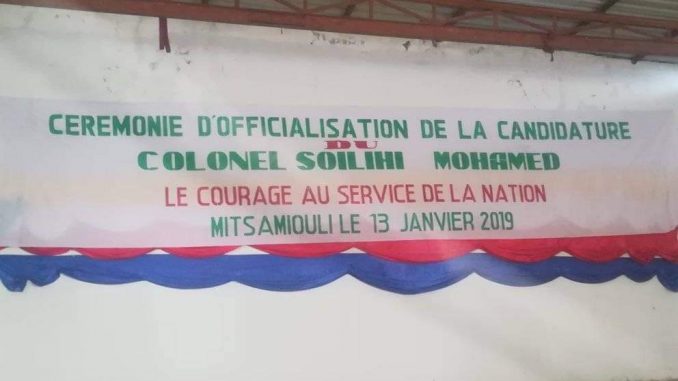 CEREMONIE D'OFFICIALISATION DE LA CANDIDATURE
DU
COLONEL SOILIHI MOHAMED
LE COURAGE AU SERVICE DE LA NATION
MITSAMIOULI LE 13 JANVIER 2019